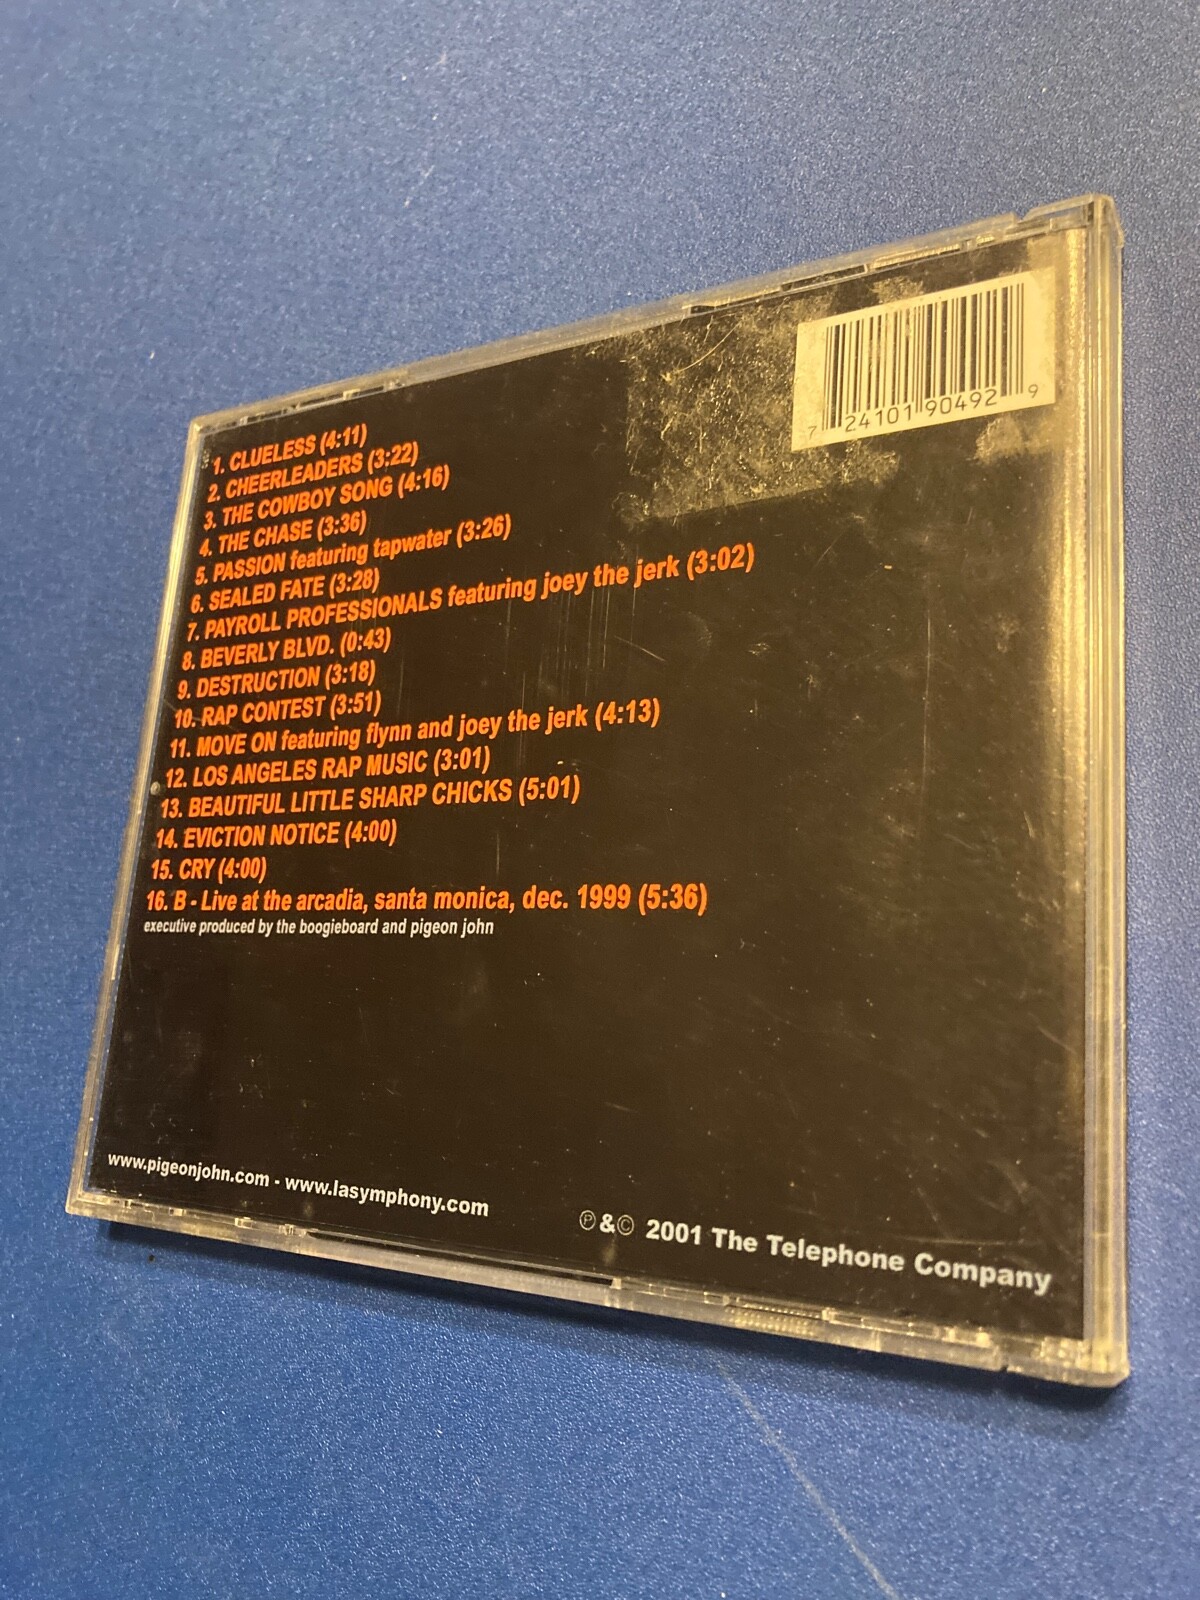 7 24101 90492 9
1. CLUELESS (4:11)
2. CHEERLEADERS (3:22)
3. THE COWBOY SONG (4:16)
4. THE CHASE (3:36)
5. PASSION featuring tapwater (3:26)
6. SEALED FATE (3:28)
7. PAYROLL PROFESSIONALS featuring joey the jerk (3:02)
8. BEVERLY BLVD. (0:43)
9. DESTRUCTION (3:18)
10. RAP CONTEST (3:51)
11. MOVE ON featuring flynn and joey the jerk (4:13)
12. LOS ANGELES RAP MUSIC (3:01)
13. BEAUTIFUL LITTLE SHARP CHICKS (5:01)
14. EVICTION NOTICE (4:00)
15. CRY (4:00)
16. B - Live at the arcadia, santa monica, dec. 1999 (5:36)
executive produced by the boogieboard and pigeon john
www.pigeonjohn.com - www.lasymphony.com
℗ & © 2001 The Telephone Company